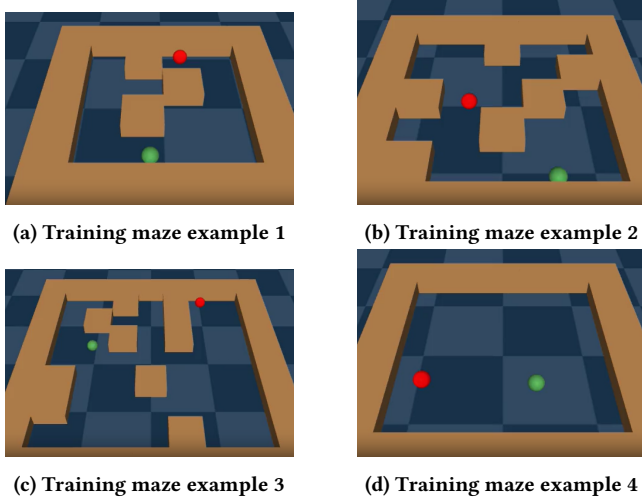 (a) Training maze example 1
(b) Training maze example 2
(c) Training maze example 3
(d) Training maze example 4